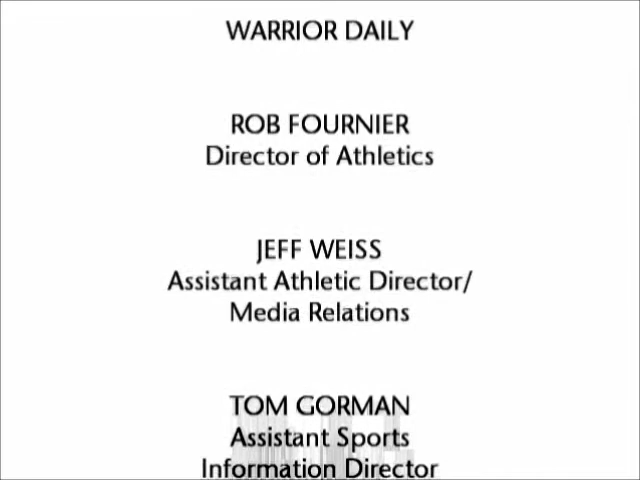 WARRIOR DAILY
ROB FOURNIER
Director of Athletics
JEFF WEISS
Assistant Athletic Director/
Media Relations
TOM GORMAN
Assistant Sports
Information Director